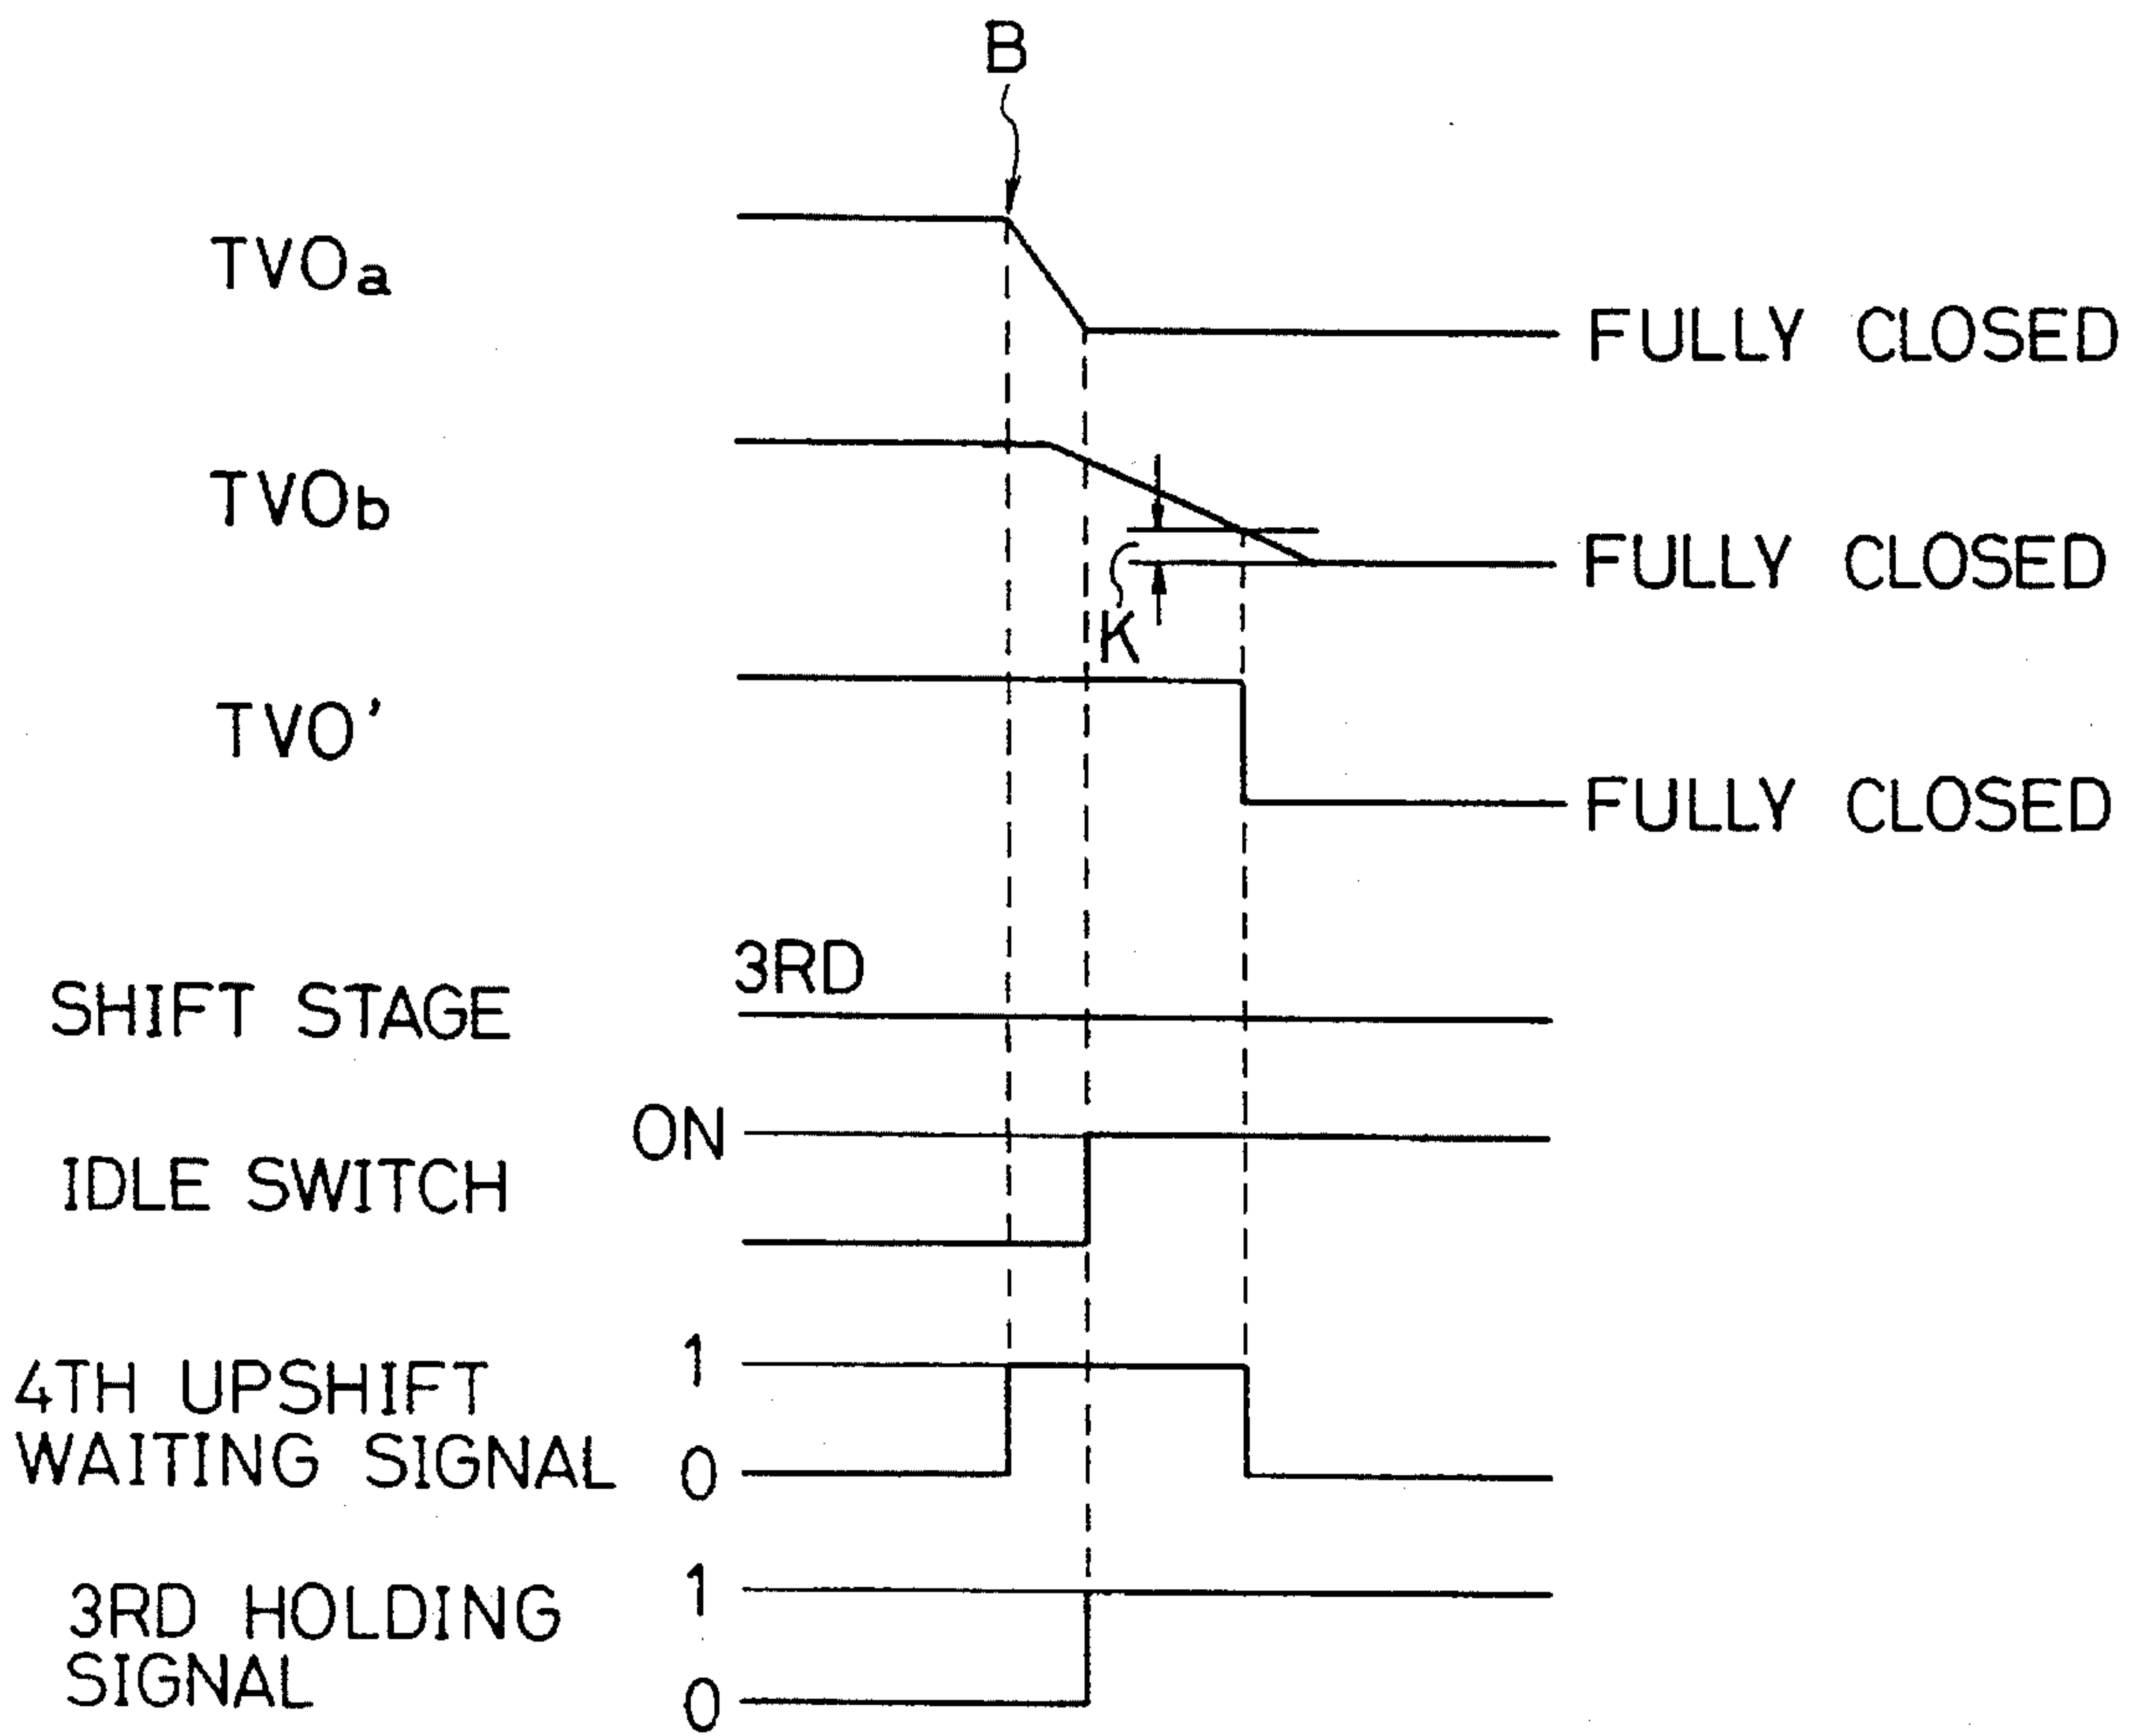 B
TVOa
FULLY CLOSED
TVOb
FULLY CLOSED
K
TVO'
FULLY CLOSED
3RD
SHIFT STAGE
ON
IDLE SWITCH
1
4TH UPSHIFT
WAITING SIGNAL
0
1
3RD HOLDING
SIGNAL
0